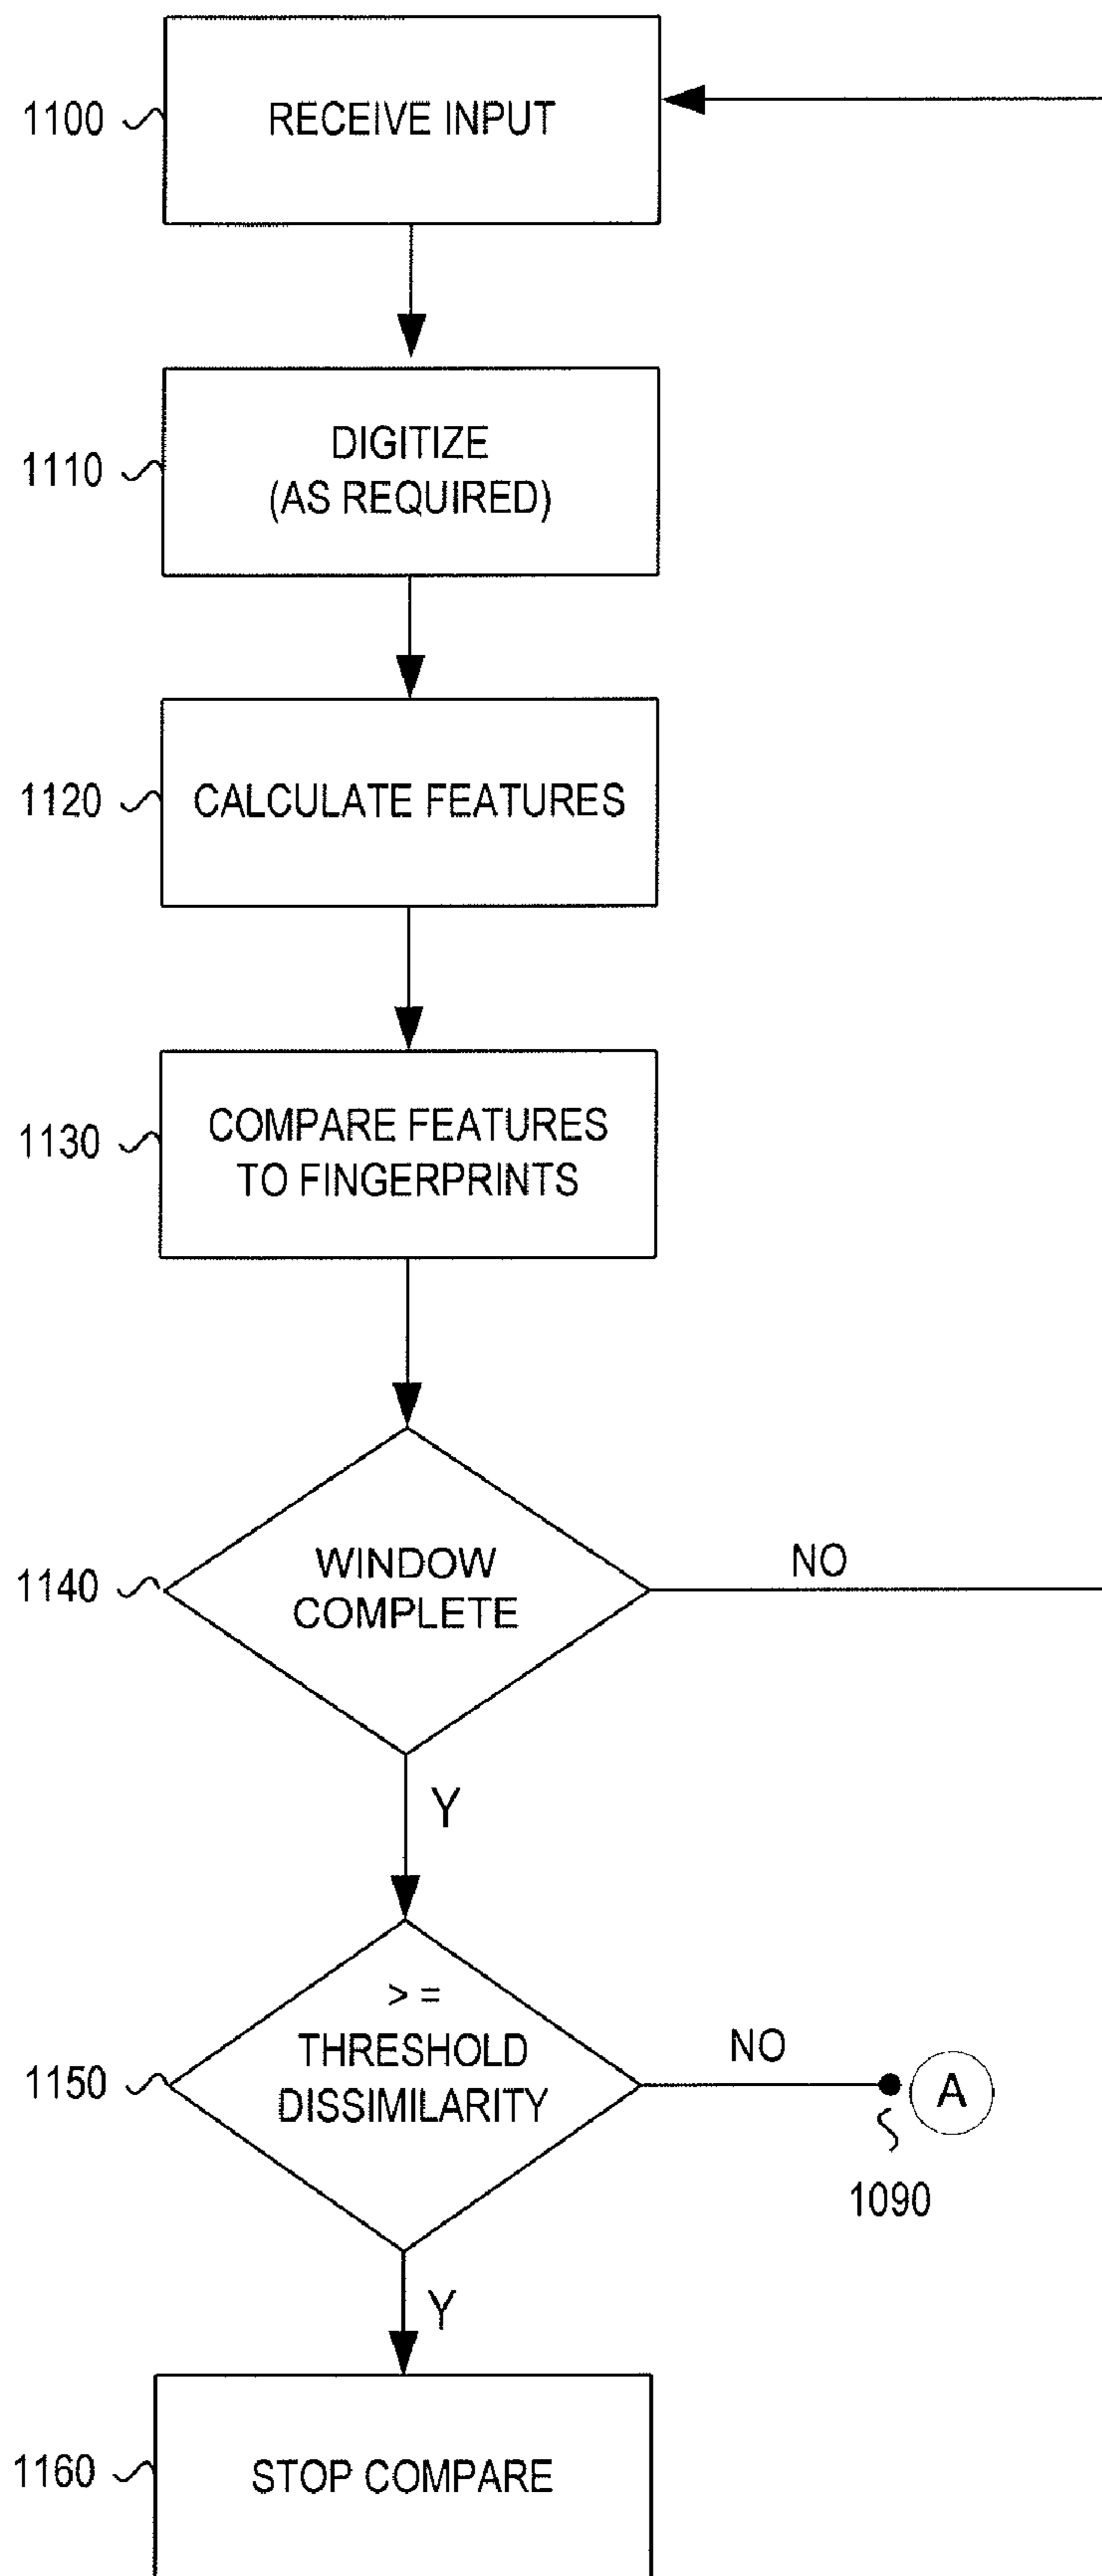 1100
RECEIVE INPUT
1110
DIGITIZE
(AS REQUIRED)
1120
CALCULATE FEATURES
1130
COMPARE FEATURES
TO FINGERPRINTS
1140
WINDOW
COMPLETE
NO
Y
1150
> =
THRESHOLD
DISSIMILARITY
NO
A
1090
Y
1160
STOP COMPARE